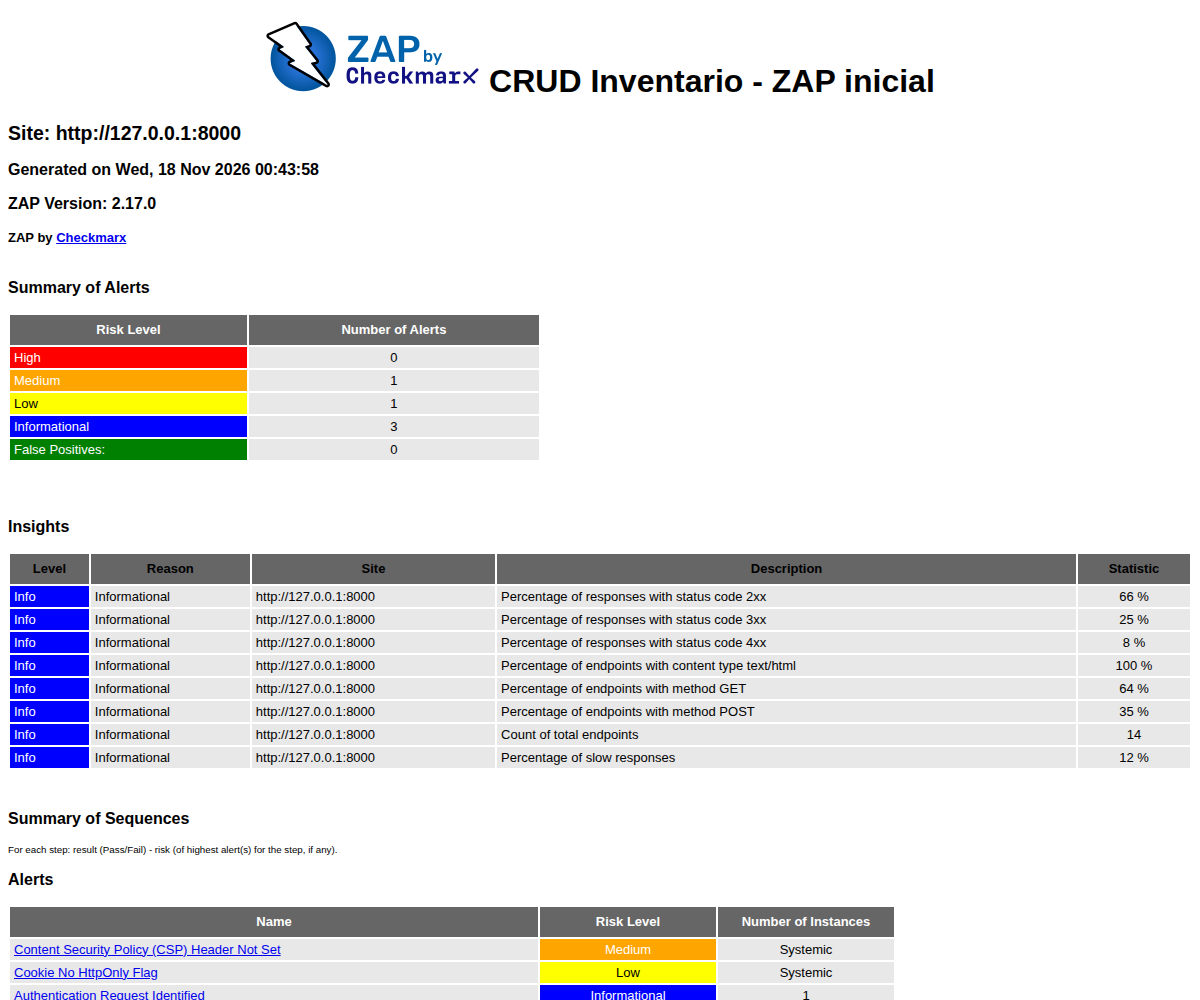 ZAP by
Checkmarx CRUD Inventario - ZAP inicial
Site: http://127.0.0.1:8000
Generated on Wed, 18 Nov 2026 00:43:58
ZAP Version: 2.17.0
ZAP by Checkmarx
Summary of Alerts
Risk Level Number of Alerts
High 0
Medium 1
Low 1
Informational 3
False Positives: 0
Insights
Level Reason Site Description Statistic
Info Informational http://127.0.0.1:8000 Percentage of responses with status code 2xx 66 %
Info Informational http://127.0.0.1:8000 Percentage of responses with status code 3xx 25 %
Info Informational http://127.0.0.1:8000 Percentage of responses with status code 4xx 8 %
Info Informational http://127.0.0.1:8000 Percentage of endpoints with content type text/html 100 %
Info Informational http://127.0.0.1:8000 Percentage of endpoints with method GET 64 %
Info Informational http://127.0.0.1:8000 Percentage of endpoints with method POST 35 %
Info Informational http://127.0.0.1:8000 Count of total endpoints 14
Info Informational http://127.0.0.1:8000 Percentage of slow responses 12 %
Summary of Sequences
For each step: result (Pass/Fail) - risk (of highest alert(s) for the step, if any).
Alerts
Name Risk Level Number of Instances
Content Security Policy (CSP) Header Not Set Medium Systemic
Cookie No HttpOnly Flag Low Systemic
Authentication Request Identified Informational 1